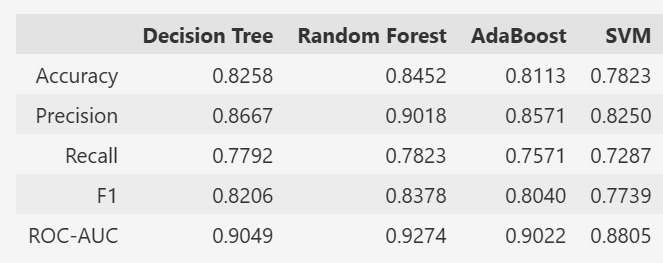 Decision Tree Random Forest AdaBoost SVM
Accuracy 0.8258 0.8452 0.8113 0.7823
Precision 0.8667 0.9018 0.8571 0.8250
Recall 0.7792 0.7823 0.7571 0.7287
F1 0.8206 0.8378 0.8040 0.7739
ROC-AUC 0.9049 0.9274 0.9022 0.8805